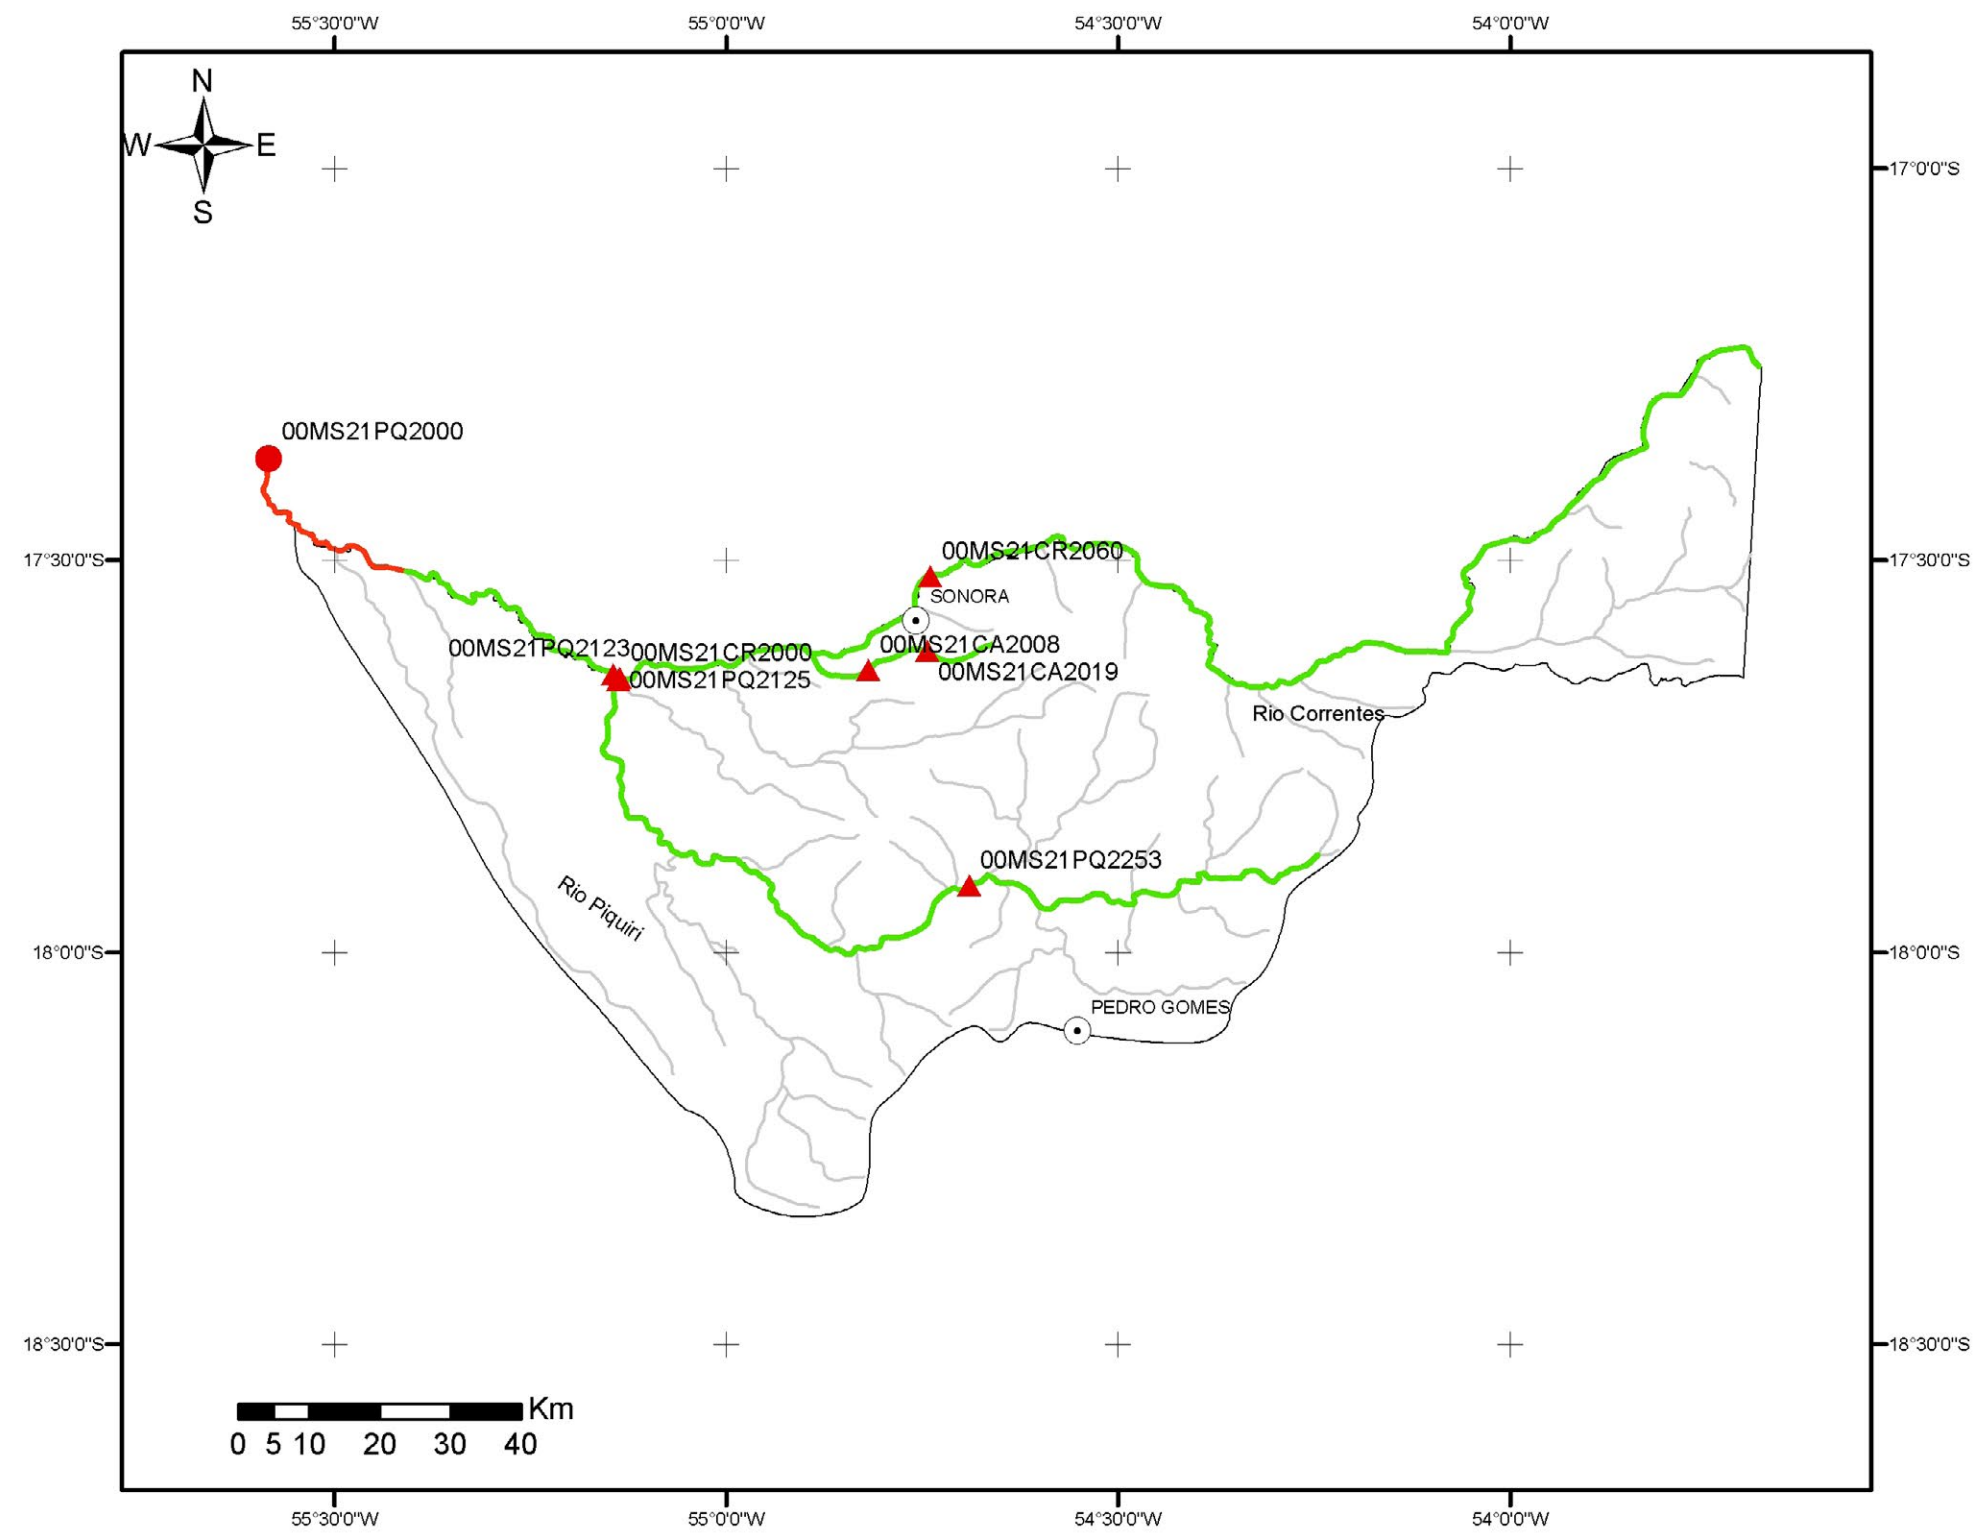 55°30'0"W 55°0'0"W 54°30'0"W 54°0'0"W
N
W E
S
17°0'0"S
00MS21PQ2000
17°30'0"S 17°30'0"S
00MS21CR2060
SONORA
00MS21PQ2123 00MS21CR2000 00MS21CA2008
00MS21PQ2125 00MS21CA2019
Rio Correntes
00MS21PQ2253
Rio Piquiri
18°0'0"S 18°0'0"S
PEDRO GOMES
18°30'0"S 18°30'0"S
Km
0 5 10 20 30 40
55°30'0"W 55°0'0"W 54°30'0"W 54°0'0"W